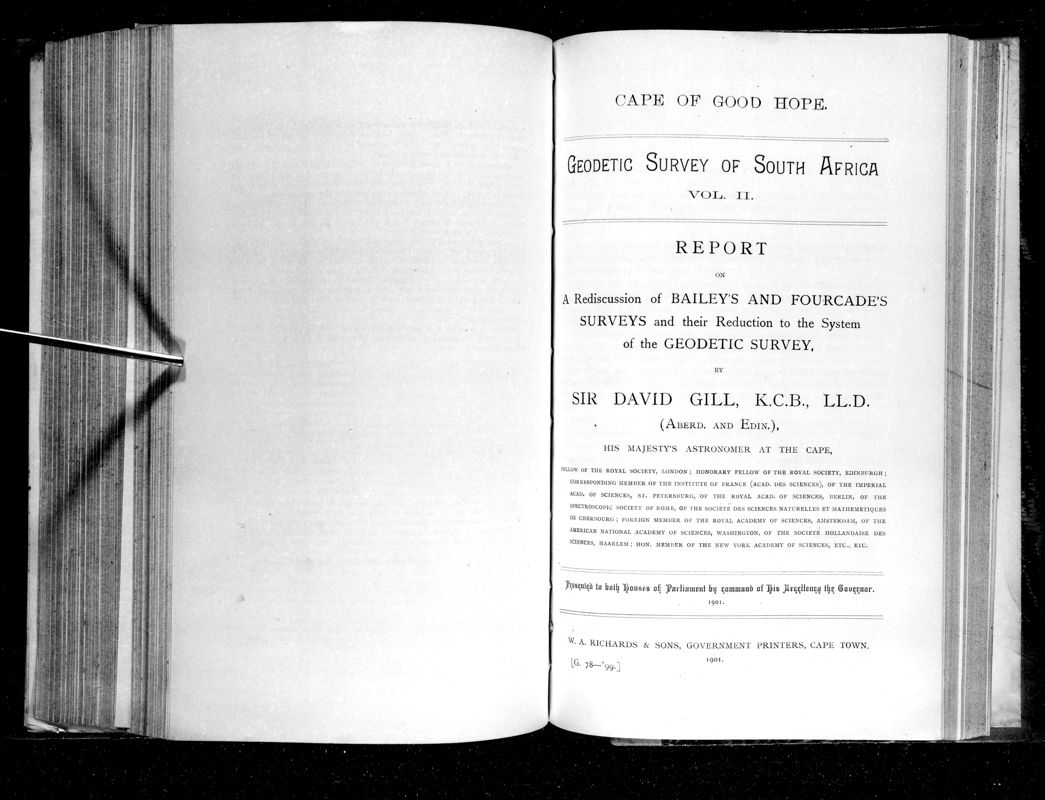 CAPE OF GOOD HOPE.
GEODETIC SURVEY OF SOUTH AFRICA
VOL. II.
REPORT
ON
A Rediscussion of BAILEY'S AND FOURCADE'S
SURVEYS and their Reduction to the System
of the GEODETIC SURVEY,
BY
SIR DAVID GILL, K.C.B., LL.D.
(ABERD. AND EDIN.),
HIS MAJESTY'S ASTRONOMER AT THE CAPE,
FELLOW OF THE ROYAL SOCIETY, LONDON; HONORARY FELLOW OF THE ROYAL SOCIETY, EDINBURGH;
CORRESPONDING MEMBER OF THE INSTITUTE OF FRANCE (ACAD. DES SCIENCES), OF THE IMPERIAL
ACAD. OF SCIENCES, ST. PETERSBURG, OF THE ROYAL ACAD. OF SCIENCES, BERLIN, OF THE
SPECTROSCOPIC SOCIETY OF ROME, OF THE SOCIETE DES SCIENCES NATURELLES ET MATHEMETIQUES
DE CHERBOURG; FOREIGN MEMBER OF THE ROYAL ACADEMY OF SCIENCES, AMSTERDAM, OF THE
AMERICAN NATIONAL ACADEMY OF SCIENCES, WASHINGTON, OF THE SOCIETÉ HOLLANDAISE DES
SCIENCES, HAARLEM; HON. MEMBER OF THE NEW YORK ACADEMY OF SCIENCES, ETC., ETC.
Presented to both Houses of Parliament by command of His Excellency the Governor.
1901.
W. A. RICHARDS & SONS, GOVERNMENT PRINTERS, CAPE TOWN.
1901.
[G. 78—'99.]